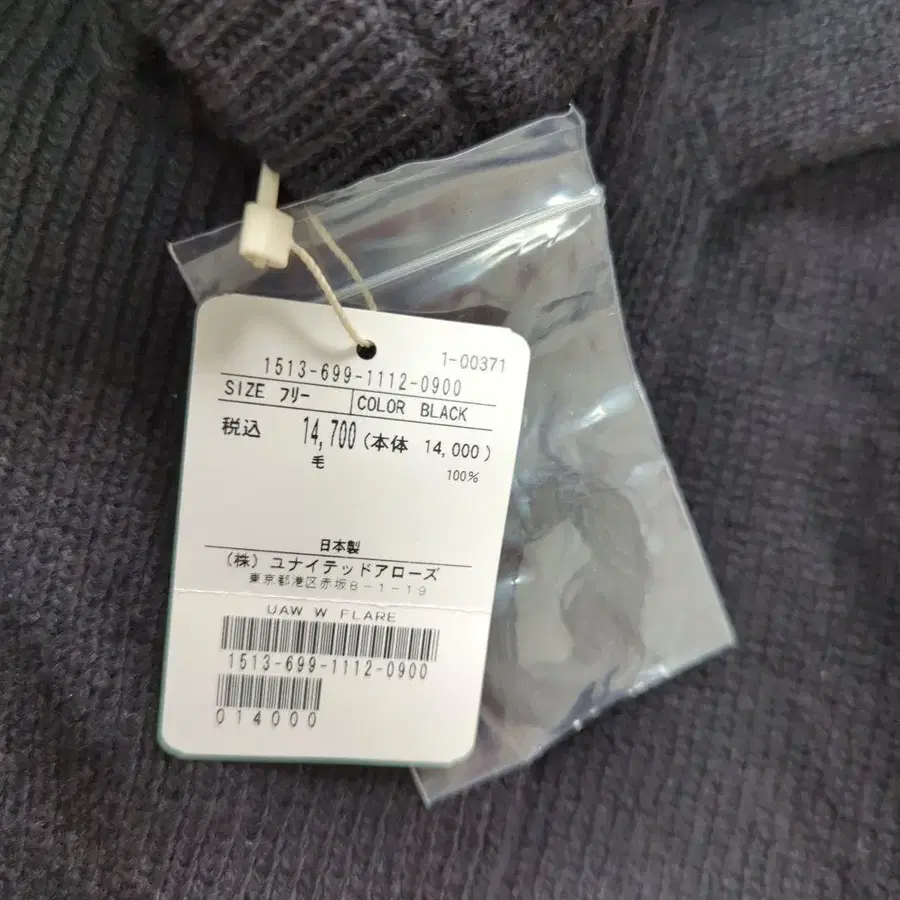 1-00371
1513-699-1112-0900
SIZE フリー COLOR BLACK
税込 14,700 (本体 14,000)
毛
100%
日本製
(株) ユナイテッドアローズ
東京都港区赤坂8-1-19
UAW W FLARE
1513-699-1112-0900
014000